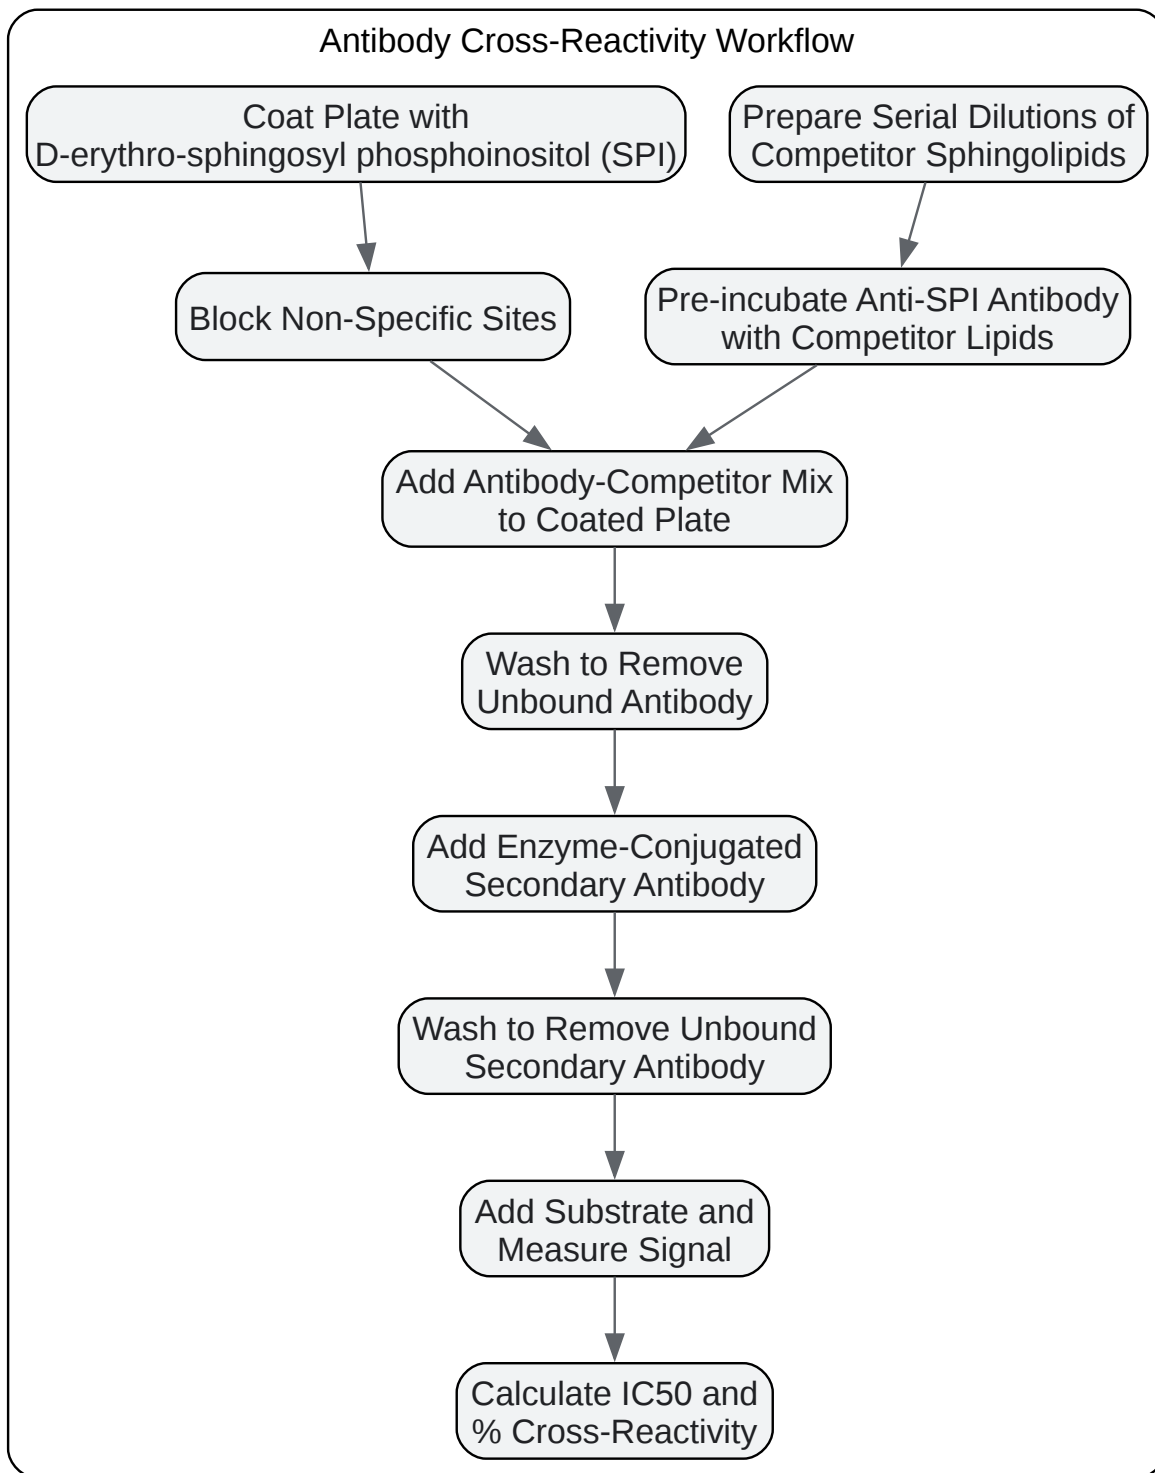 Antibody Cross-Reactivity Workflow
Coat Plate with
D-erythro-sphingosyl phosphoinositol (SPI)
Prepare Serial Dilutions of
Competitor Sphingolipids
Block Non-Specific Sites
Pre-incubate Anti-SPI Antibody
with Competitor Lipids
Add Antibody-Competitor Mix
to Coated Plate
Wash to Remove
Unbound Antibody
Add Enzyme-Conjugated
Secondary Antibody
Wash to Remove Unbound
Secondary Antibody
Add Substrate and
Measure Signal
Calculate IC50 and
% Cross-Reactivity